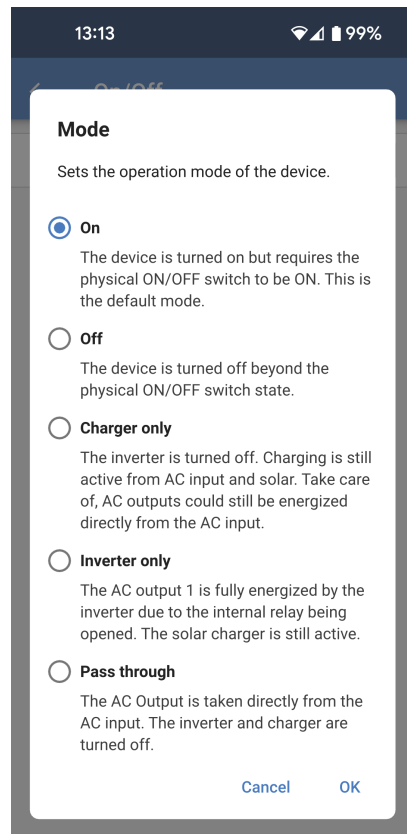 13:13
99%
On/Off
Mode
Sets the operation mode of the device.
On
The device is turned on but requires the
physical ON/OFF switch to be ON. This is
the default mode.
Off
The device is turned off beyond the
physical ON/OFF switch state.
Charger only
The inverter is turned off. Charging is still
active from AC input and solar. Take care
of, AC outputs could still be energized
directly from the AC input.
Inverter only
The AC output 1 is fully energized by the
inverter due to the internal relay being
opened. The solar charger is still active.
Pass through
The AC Output is taken directly from the
AC input. The inverter and charger are
turned off.
Cancel OK